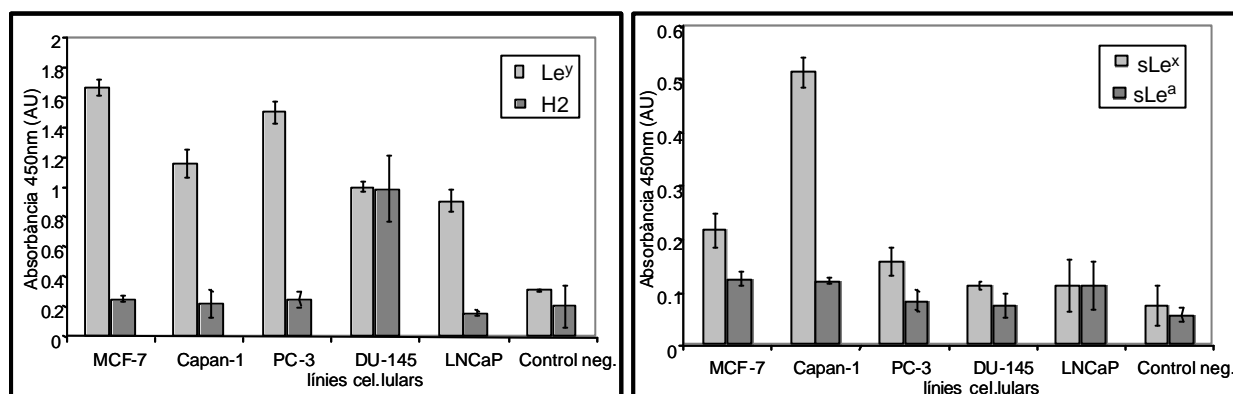 Absorbància 450nm (AU)
2
1.8
1.6
1.4
1.2
1
0.8
0.6
0.4
0.2
0
Leʸ
H2
MCF-7 Capan-1 PC-3 DU-145 LNCaP Control neg.
línies cel.lulars
Absorbància 450nm (AU)
0.6
0.5
0.4
0.3
0.2
0.1
0
sLeˣ
sLeᵃ
MCF-7 Capan-1 PC-3 DU-145 LNCaP Control neg.
línies cel.lulars